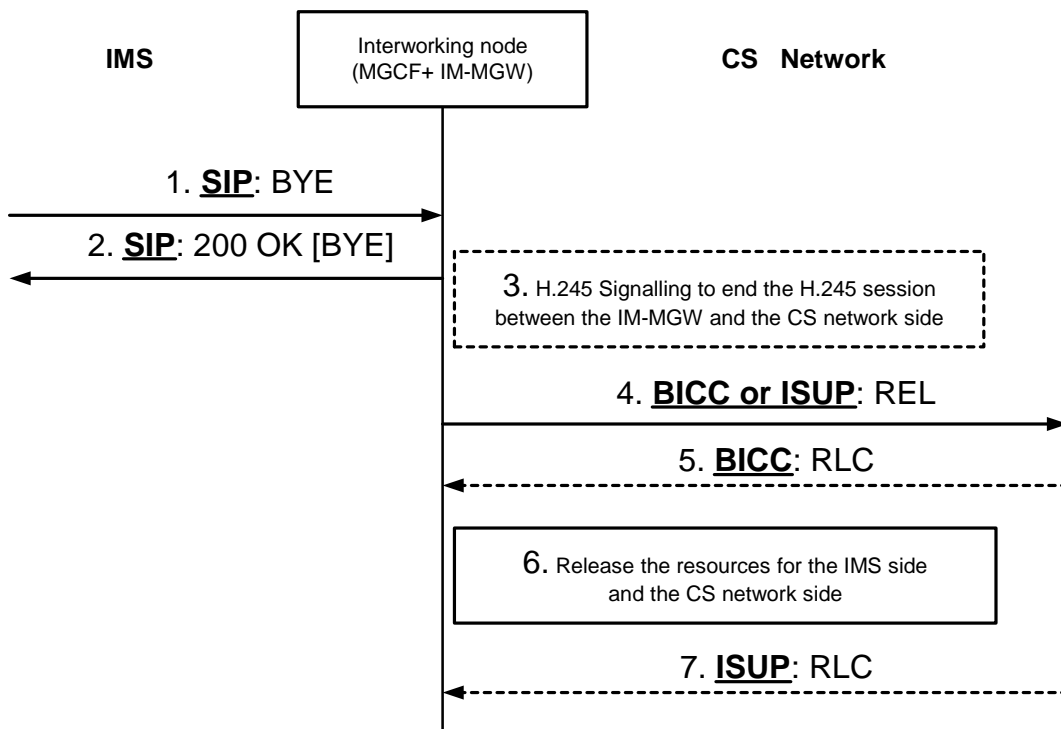 IMS
Interworking node
(MGCF+ IM-MGW)
CS Network
1. SIP: BYE
2. SIP: 200 OK [BYE]
3. H.245 Signalling to end the H.245 session
between the IM-MGW and the CS network side
4. BICC or ISUP: REL
5. BICC: RLC
6. Release the resources for the IMS side
and the CS network side
7. ISUP: RLC